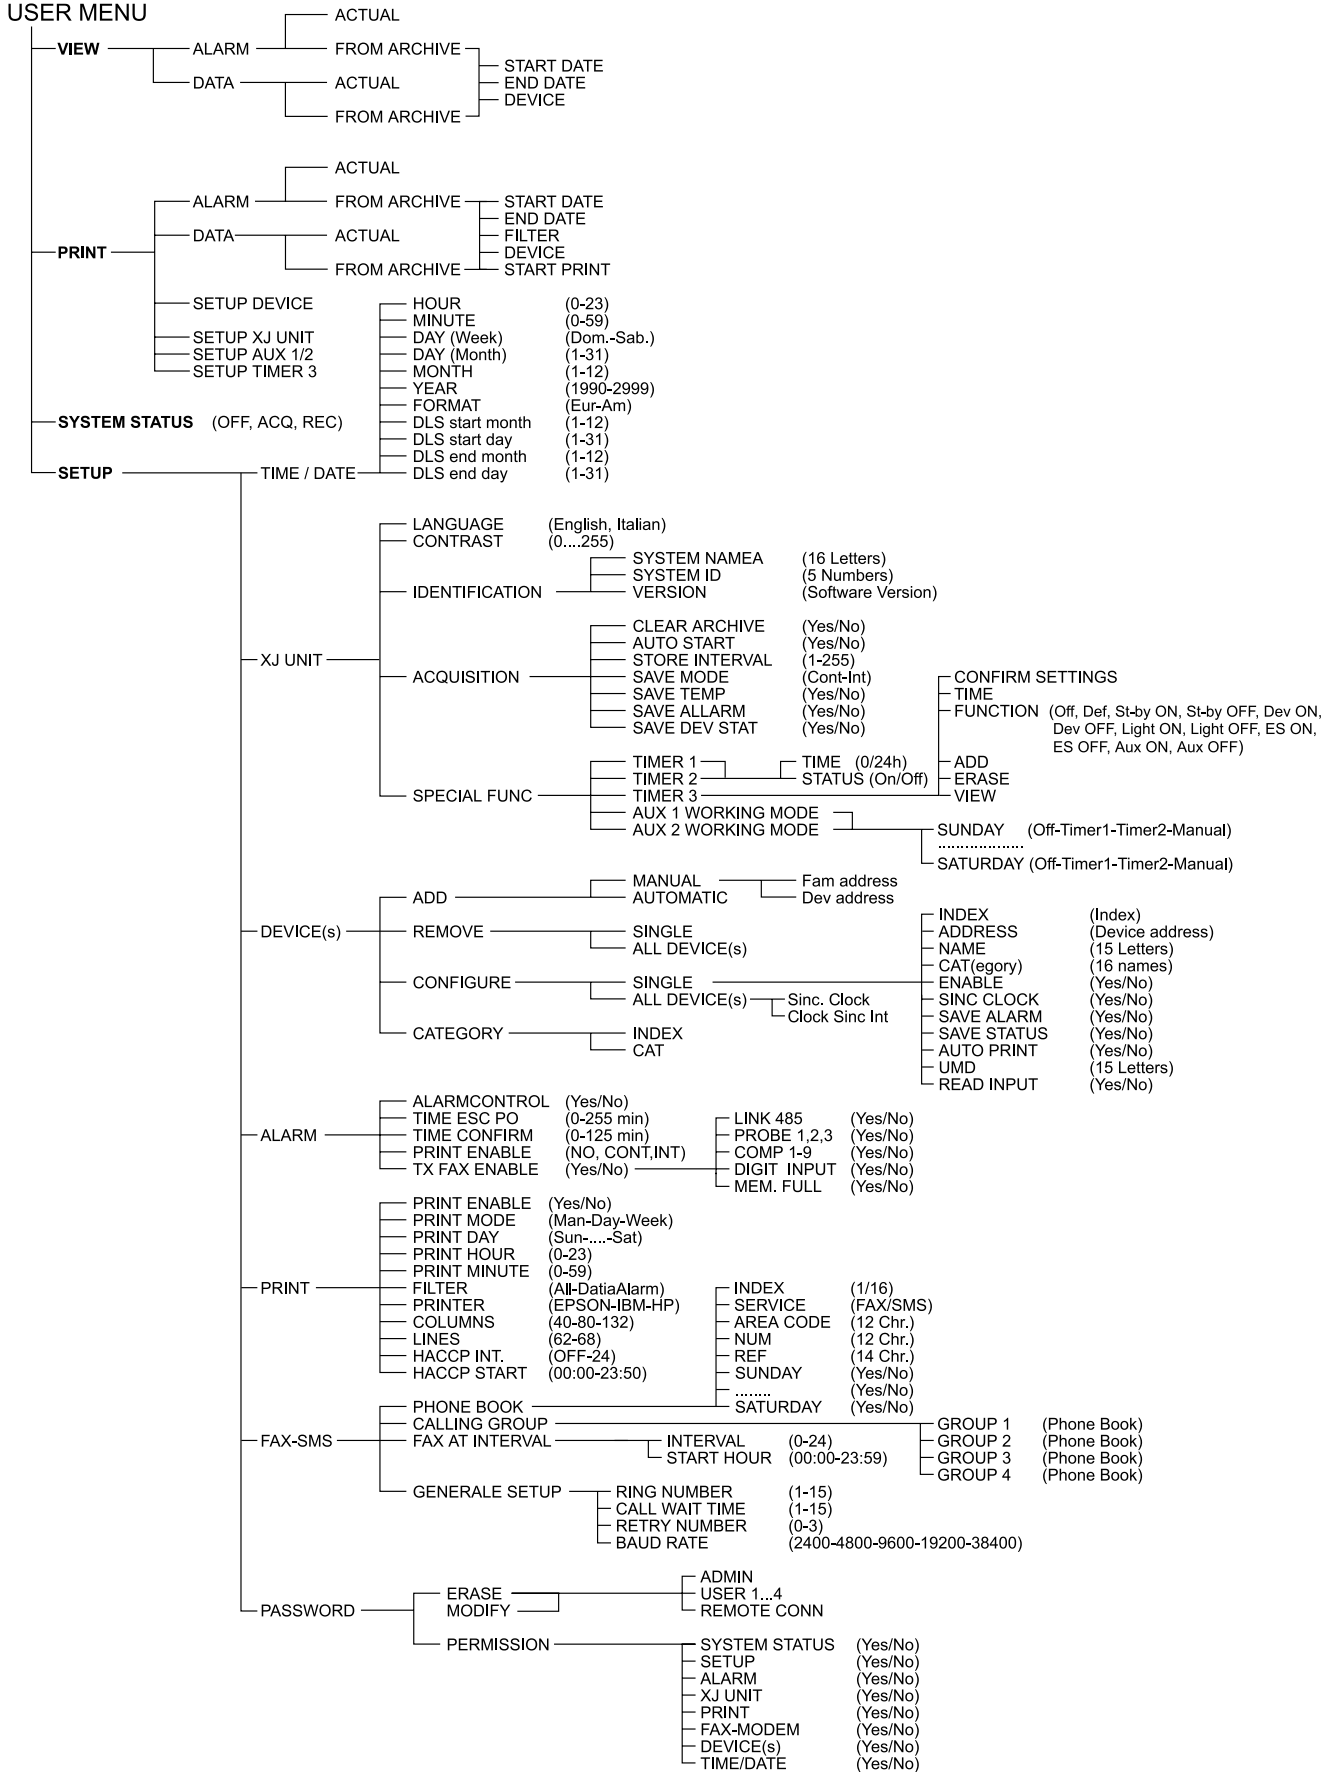 USER MENU
VIEW
ALARM
ACTUAL
FROM ARCHIVE
DATA
ACTUAL
FROM ARCHIVE
START DATE
END DATE
DEVICE
PRINT
ALARM
ACTUAL
FROM ARCHIVE
DATA
ACTUAL
FROM ARCHIVE
START DATE
END DATE
FILTER
DEVICE
START PRINT
SETUP DEVICE
SETUP XJ UNIT
SETUP AUX 1/2
SETUP TIMER 3
SYSTEM STATUS (OFF, ACQ, REC)
SETUP
TIME / DATE
HOUR (0-23)
MINUTE (0-59)
DAY (Week) (Dom.-Sab.)
DAY (Month) (1-31)
MONTH (1-12)
YEAR (1990-2999)
FORMAT (Eur-Am)
DLS start month (1-12)
DLS start day (1-31)
DLS end month (1-12)
DLS end day (1-31)
XJ UNIT
LANGUAGE (English, Italian)
CONTRAST (0....255)
IDENTIFICATION
SYSTEM NAMEA (16 Letters)
SYSTEM ID (5 Numbers)
VERSION (Software Version)
ACQUISITION
CLEAR ARCHIVE (Yes/No)
AUTO START (Yes/No)
STORE INTERVAL (1-255)
SAVE MODE (Cont-Int)
SAVE TEMP (Yes/No)
SAVE ALLARM (Yes/No)
SAVE DEV STAT (Yes/No)
SPECIAL FUNC
TIMER 1
TIMER 2
TIME (0/24h)
STATUS (On/Off)
TIMER 3
CONFIRM SETTINGS
TIME
FUNCTION (Off, Def, St-by ON, St-by OFF, Dev ON,
Dev OFF, Light ON, Light OFF, ES ON,
ES OFF, Aux ON, Aux OFF)
ADD
ERASE
VIEW
AUX 1 WORKING MODE
AUX 2 WORKING MODE
SUNDAY (Off-Timer1-Timer2-Manual)
....................
SATURDAY (Off-Timer1-Timer2-Manual)
DEVICE(s)
ADD
MANUAL
AUTOMATIC
Fam address
Dev address
REMOVE
SINGLE
ALL DEVICE(s)
CONFIGURE
SINGLE
INDEX (Index)
ADDRESS (Device address)
NAME (15 Letters)
CAT(egory) (16 names)
ENABLE (Yes/No)
SINC CLOCK (Yes/No)
SAVE ALARM (Yes/No)
SAVE STATUS (Yes/No)
AUTO PRINT (Yes/No)
UMD (15 Letters)
READ INPUT (Yes/No)
ALL DEVICE(s)
Sinc. Clock
Clock Sinc Int
CATEGORY
INDEX
CAT
ALARM
ALARMCONTROL (Yes/No)
TIME ESC PO (0-255 min)
TIME CONFIRM (0-125 min)
PRINT ENABLE (NO, CONT,INT)
TX FAX ENABLE (Yes/No)
LINK 485 (Yes/No)
PROBE 1,2,3 (Yes/No)
COMP 1-9 (Yes/No)
DIGIT INPUT (Yes/No)
MEM. FULL (Yes/No)
PRINT
PRINT ENABLE (Yes/No)
PRINT MODE (Man-Day-Week)
PRINT DAY (Sun-....-Sat)
PRINT HOUR (0-23)
PRINT MINUTE (0-59)
FILTER (All-DatiaAlarm)
PRINTER (EPSON-IBM-HP)
COLUMNS (40-80-132)
LINES (62-68)
HACCP INT. (OFF-24)
HACCP START (00:00-23:50)
FAX-SMS
PHONE BOOK
INDEX (1/16)
SERVICE (FAX/SMS)
AREA CODE (12 Chr.)
NUM (12 Chr.)
REF (14 Chr.)
SUNDAY (Yes/No)
........ (Yes/No)
SATURDAY (Yes/No)
CALLING GROUP
GROUP 1 (Phone Book)
GROUP 2 (Phone Book)
GROUP 3 (Phone Book)
GROUP 4 (Phone Book)
FAX AT INTERVAL
INTERVAL (0-24)
START HOUR (00:00-23:59)
GENERALE SETUP
RING NUMBER (1-15)
CALL WAIT TIME (1-15)
RETRY NUMBER (0-3)
BAUD RATE (2400-4800-9600-19200-38400)
PASSWORD
ERASE
MODIFY
ADMIN
USER 1...4
REMOTE CONN
PERMISSION
SYSTEM STATUS (Yes/No)
SETUP (Yes/No)
ALARM (Yes/No)
XJ UNIT (Yes/No)
PRINT (Yes/No)
FAX-MODEM (Yes/No)
DEVICE(s) (Yes/No)
TIME/DATE (Yes/No)